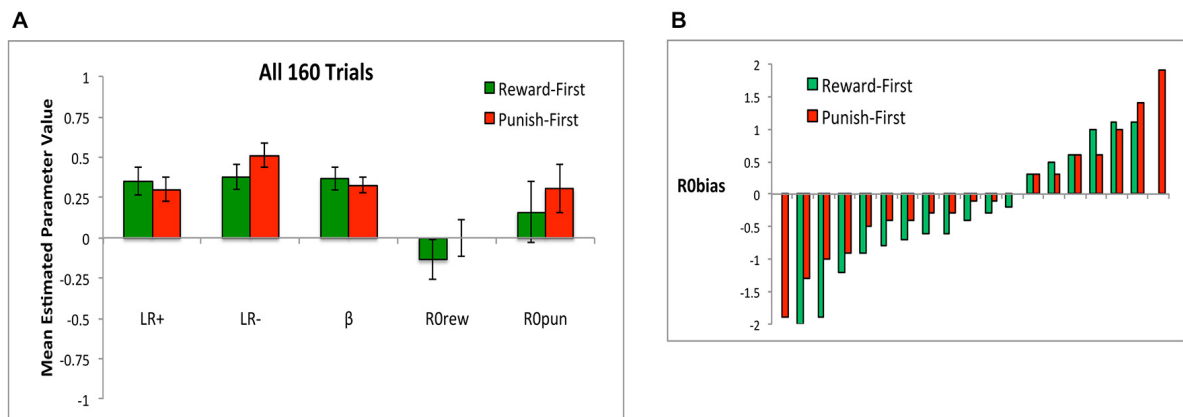 A
All 160 Trials
Mean Estimated Parameter Value
1
0.75
0.5
0.25
0
-0.25
-0.5
-0.75
-1
Reward-First
Punish-First
LR+ LR- β R0rew R0pun
B
R0bias
2
1.5
1
0.5
0
-0.5
-1
-1.5
-2
Reward-First
Punish-First